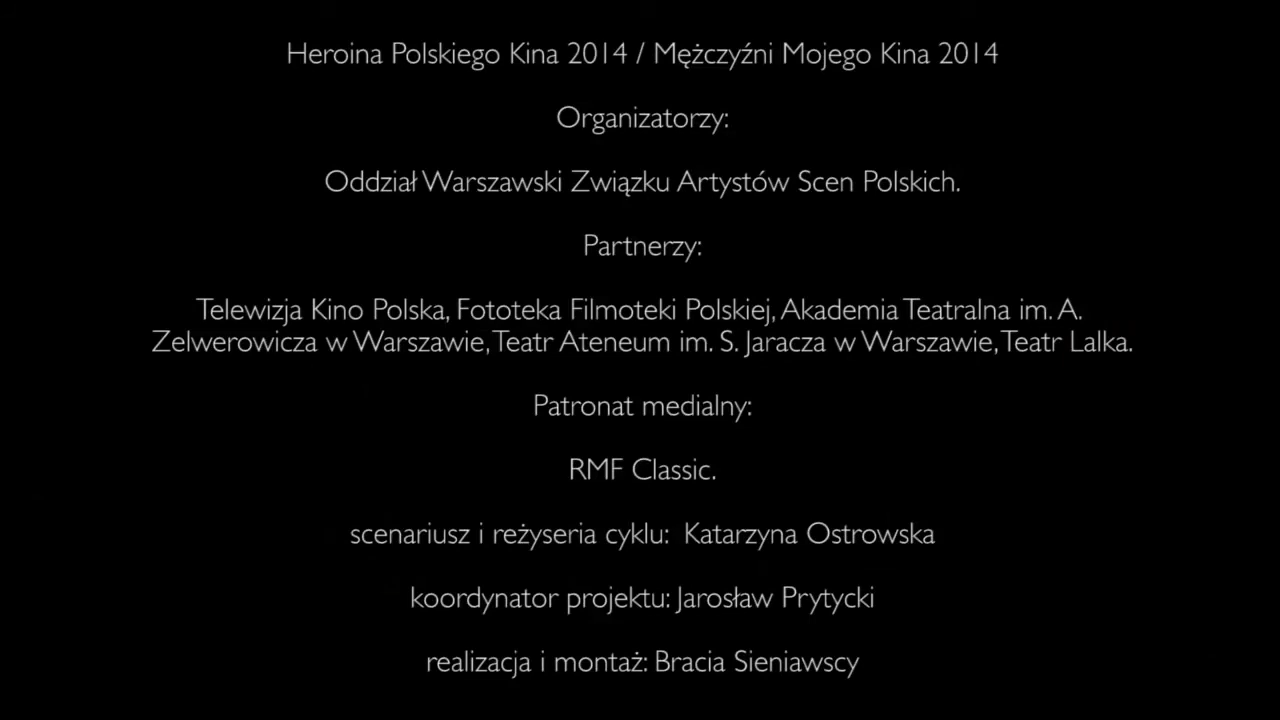 Heroina Polskiego Kina 2014 / Mężczyźni Mojego Kina 2014
Organizatorzy:
Oddział Warszawski Związku Artystów Scen Polskich.
Partnerzy:
Telewizja Kino Polska, Fototeka Filmoteki Polskiej, Akademia Teatralna im. A.
Zelwerowicza w Warszawie, Teatr Ateneum im. S. Jaracza w Warszawie, Teatr Lalka.
Patronat medialny:
RMF Classic.
scenariusz i reżyseria cyklu: Katarzyna Ostrowska
koordynator projektu: Jarosław Prytycki
realizacja i montaż: Bracia Sieniawscy